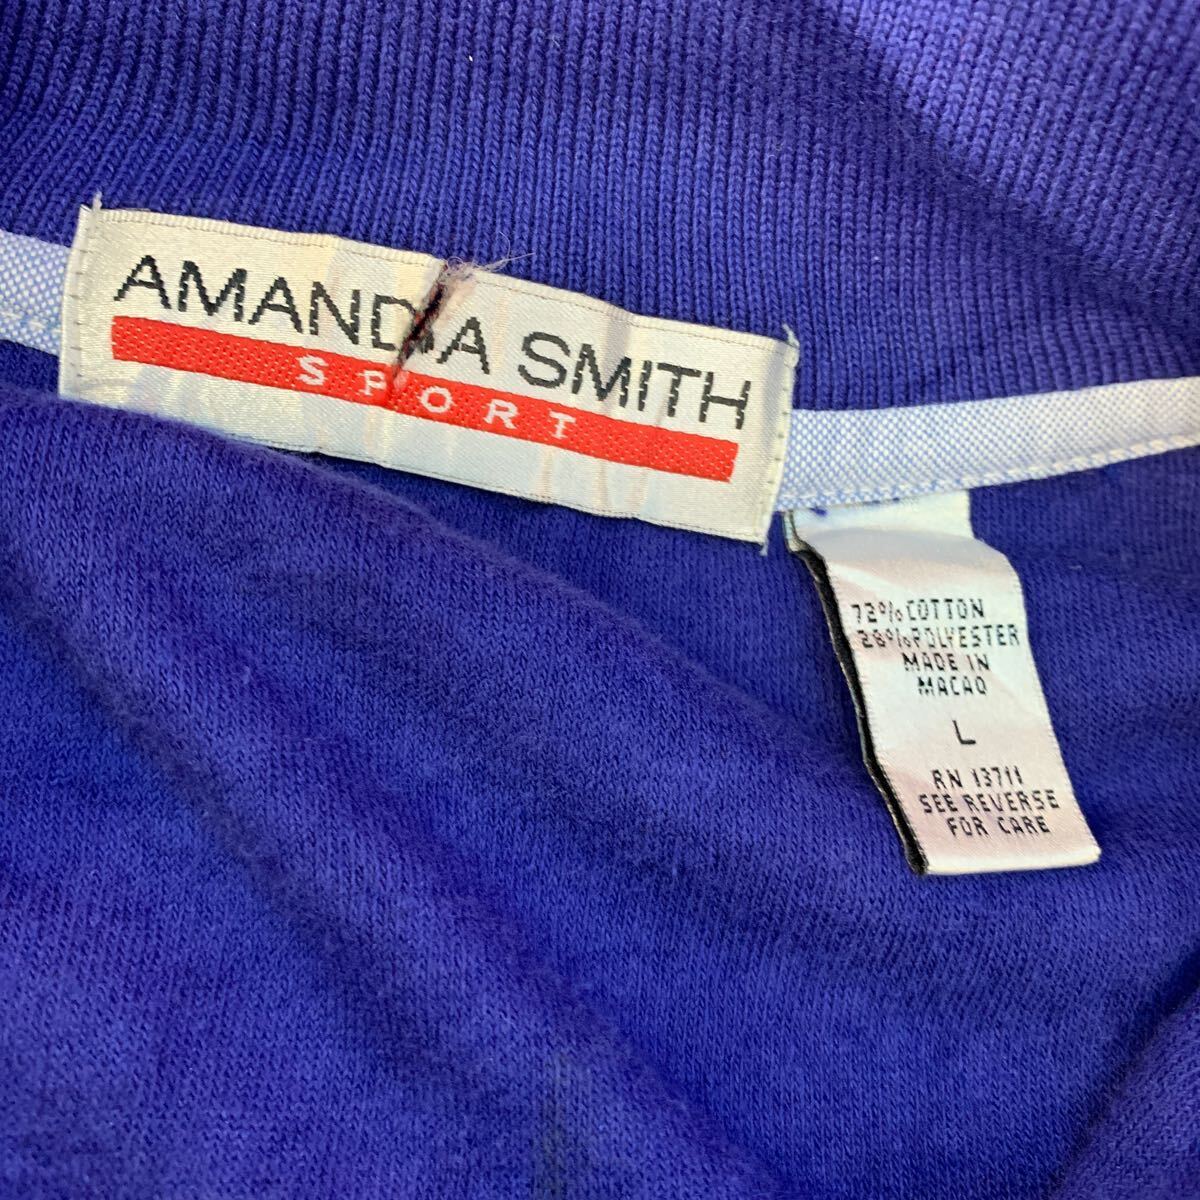 AMANDA SMITH
SPORT
72% COTTON
28% POLYESTER
MADE IN
MACAO
L
RN 13711
SEE REVERSE
FOR CARE